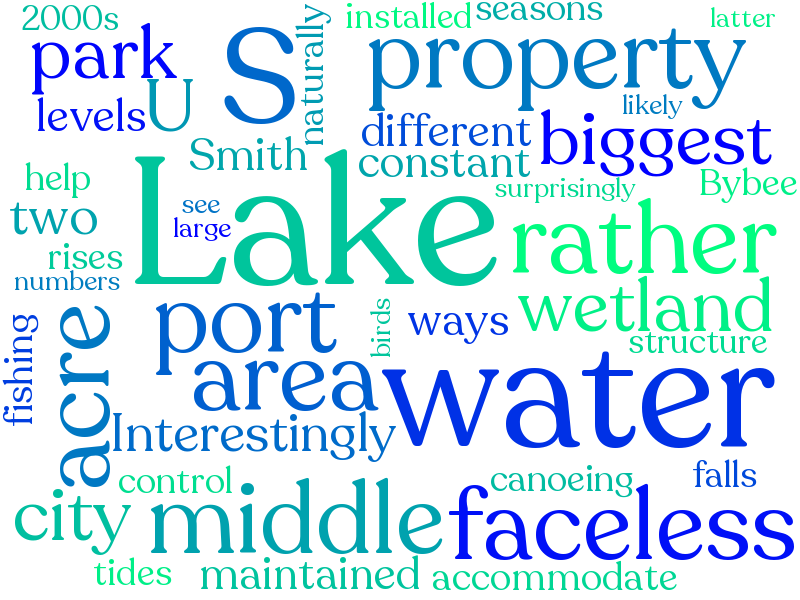 2000s
installed
seasons
latter
park
S
naturally
property
levels
U
likely
different
biggest
Smith
constant
help
see
Lake
surprisingly
Bybee
two
large
rather
rises
numbers
wetland
port
birds
ways
structure
fishing
acre
area
water
Interestingly
control
canoeing
falls
city
middle
faceless
tides
maintained
accommodate